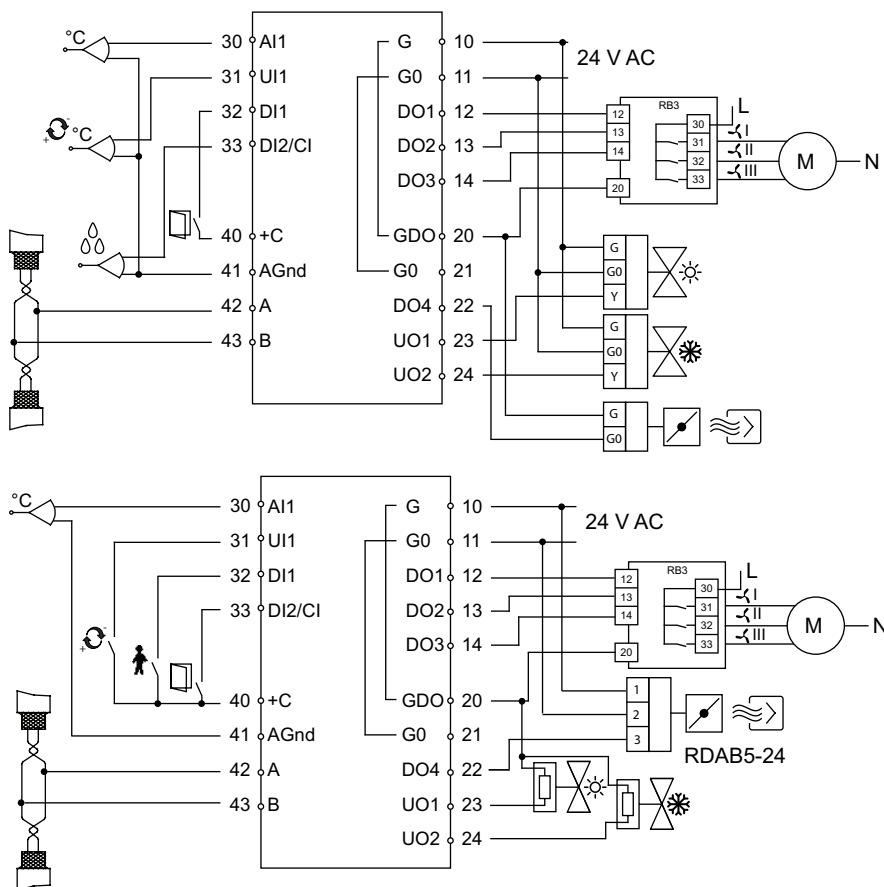 °C
30 AI1 G 10
24 V AC
31 UI1 G0 11
L
32 DI1 DO1 12 12 RB3 30 I
+ - °C
13 31 II
33 DI2/CI DO2 13 14 32 III M N
DO3 14 33
20
40 +C GDO 20 G
41 AGnd G0 21 G0
Y
42 A DO4 22 G
43 B UO1 23 G0
UO2 24 Y
G
G0
°C
30 AI1 G 10
24 V AC
31 UI1 G0 11
L
32 DI1 DO1 12 12 RB3 30 I
13 31 II
33 DI2/CI DO2 13 14 32 III M N
+ -
DO3 14 33
20
40 +C GDO 20 1
2
41 AGnd G0 21 3
RDAB5-24
42 A DO4 22
43 B UO1 23
UO2 24